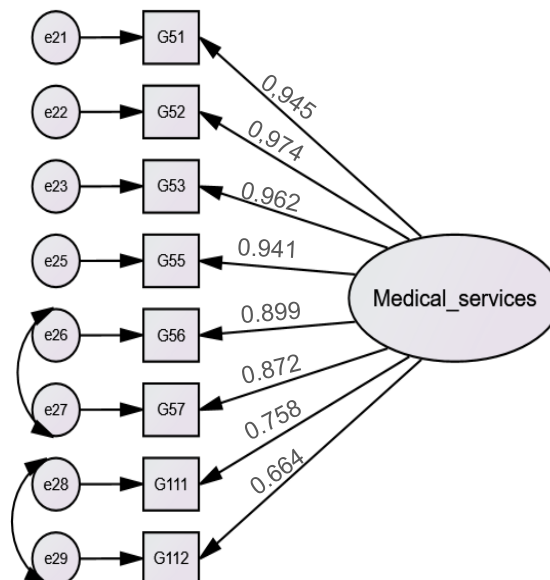 e21
G51
0.945
e22
G52
0.974
e23
G53
0.962
e25
G55
0.941
Medical_services
e26
G56
0.899
e27
G57
0.872
e28
G111
0.758
e29
G112
0.664